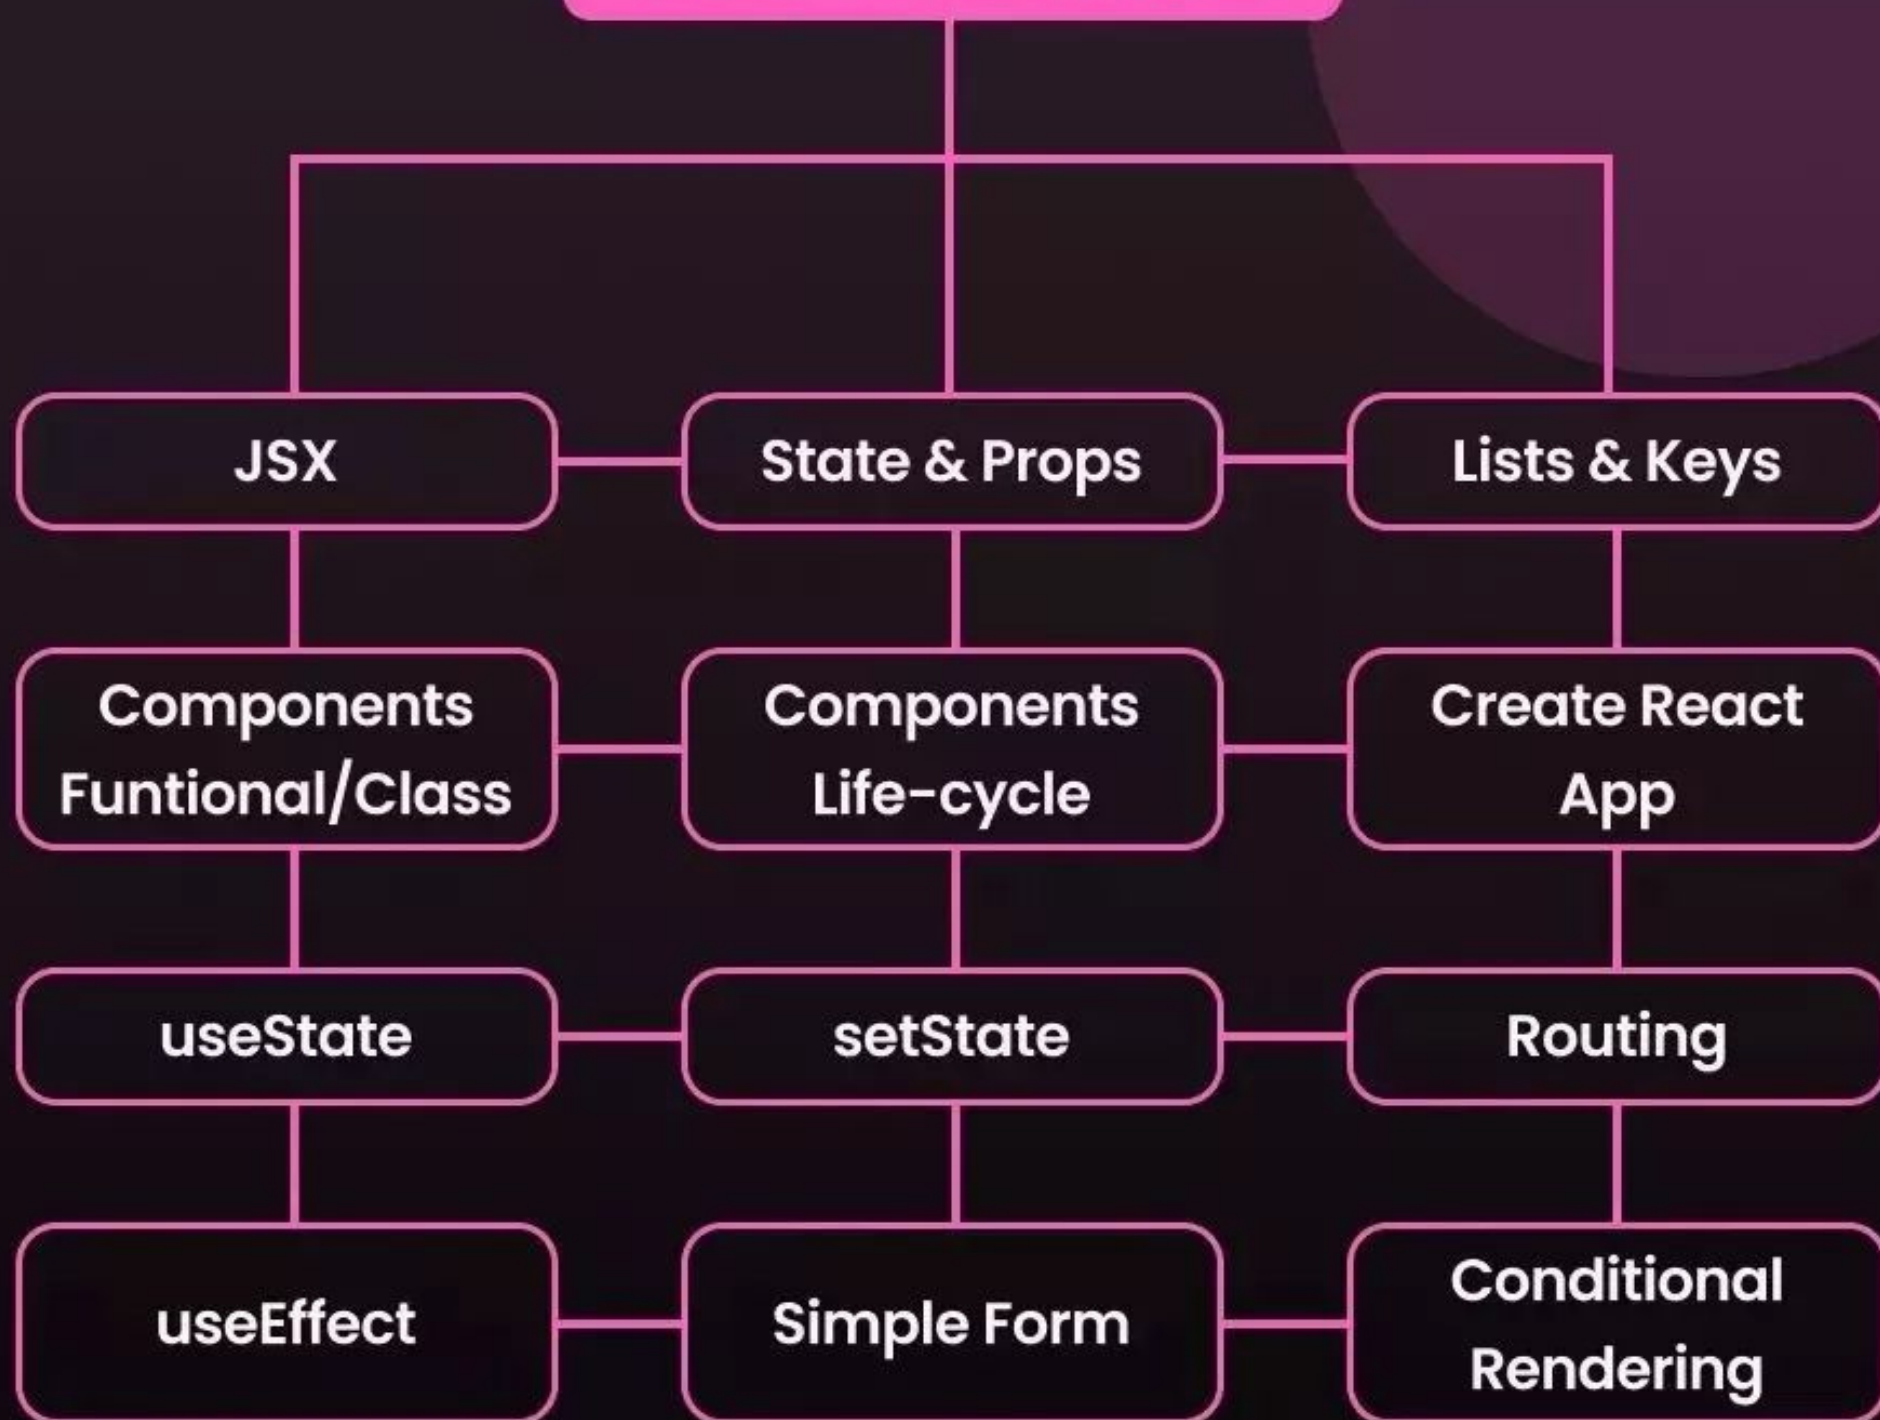 JSX
State & Props
Lists & Keys
Components
Funtional/Class
Components
Life-cycle
Create React
App
useState
setState
Routing
useEffect
Simple Form
Conditional
Rendering